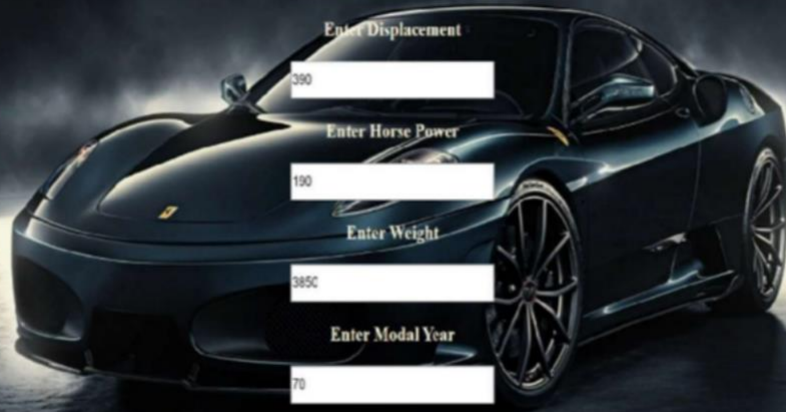 Enter Displacement
390
Enter Horse Power
190
Enter Weight
3850
Enter Modal Year
70